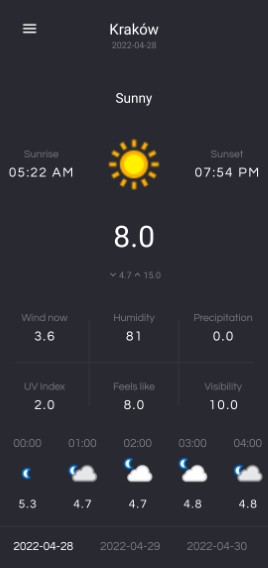 Kraków
2022-04-28
Sunny
Sunrise
Sunset
05:22 AM
07:54 PM
8.0
4.7 15.0
Wind now Humidity Precipitation
3.6 81 0.0
UV Index Feels like Visibility
2.0 8.0 10.0
00:00 01:00 02:00 03:00 04:00
5.3 4.7 4.7 4.8 4.8
2022-04-28 2022-04-29 2022-04-30